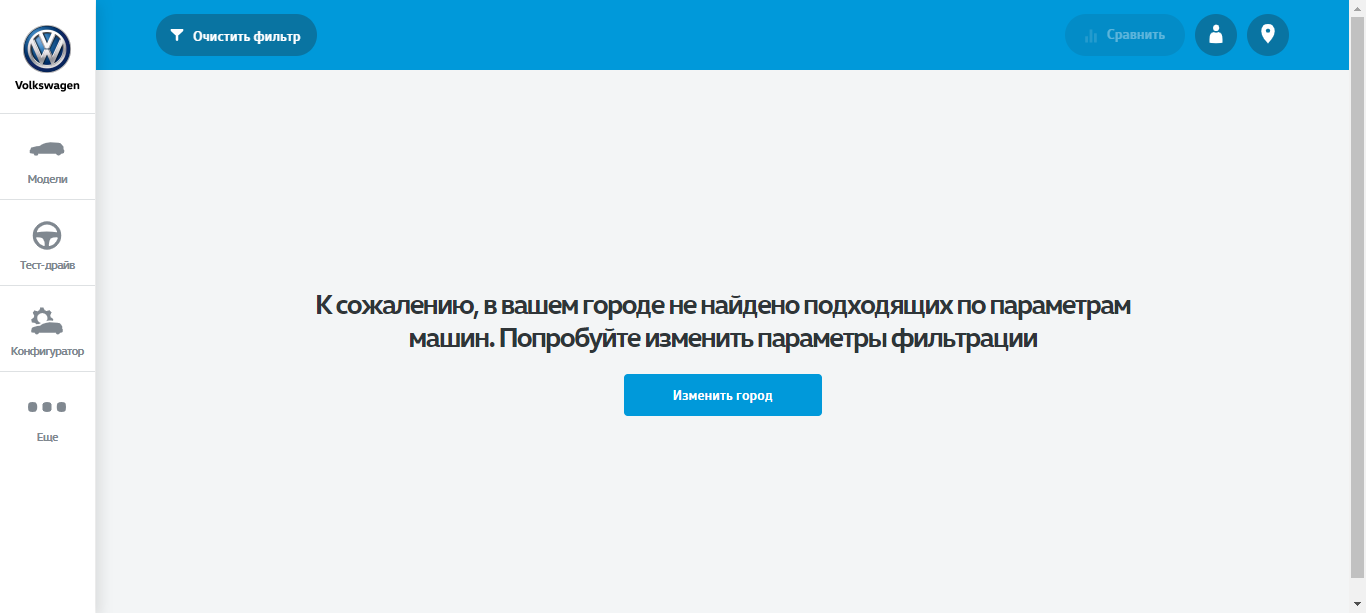 Volkswagen
Модели
Тест-драйв
Конфигуратор
Еще
Очистить фильтр
Сравнить
К сожалению, в вашем городе не найдено подходящих по параметрам
машин. Попробуйте изменить параметры фильтрации
Изменить город